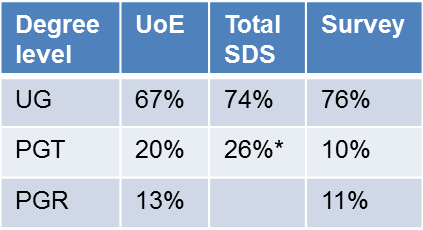 Degree level UoE Total SDS Survey
UG 67% 74% 76%
PGT 20% 26%* 10%
PGR 13% 11%